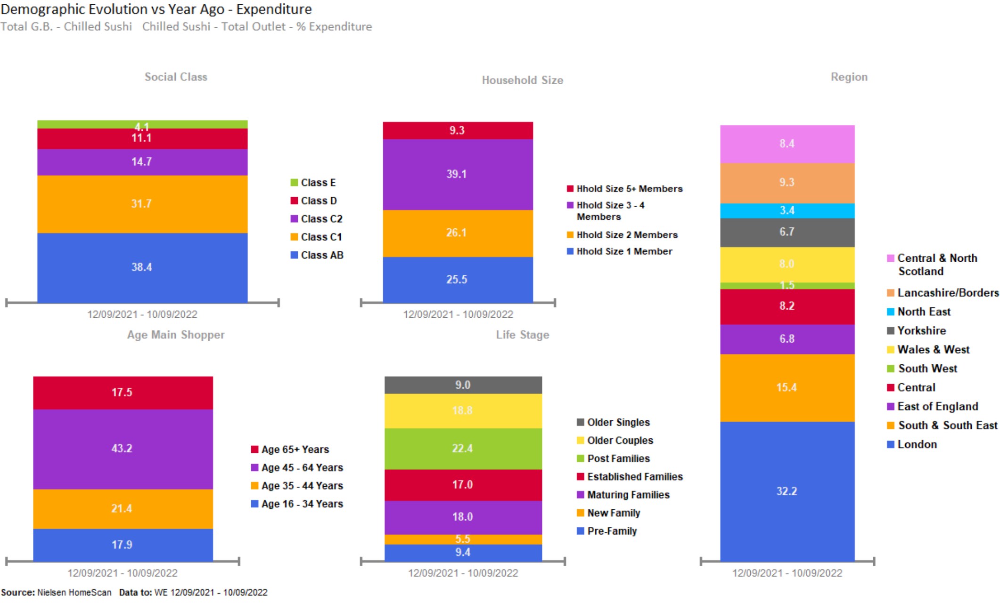 Demographic Evolution vs Year Ago - Expenditure
Total G.B. - Chilled Sushi   Chilled Sushi - Total Outlet - % Expenditure
Social Class
4.1
11.1
14.7
31.7
38.4
12/09/2021 - 10/09/2022
Class E
Class D
Class C2
Class C1
Class AB
Household Size
9.3
39.1
26.1
25.5
12/09/2021 - 10/09/2022
Hhold Size 5+ Members
Hhold Size 3 - 4
Members
Hhold Size 2 Members
Hhold Size 1 Member
Age Main Shopper
17.5
43.2
21.4
17.9
12/09/2021 - 10/09/2022
Age 65+ Years
Age 45 - 64 Years
Age 35 - 44 Years
Age 16 - 34 Years
Life Stage
9.0
18.8
22.4
17.0
18.0
5.5
9.4
12/09/2021 - 10/09/2022
Older Singles
Older Couples
Post Families
Established Families
Maturing Families
New Family
Pre-Family
Region
8.4
9.3
3.4
6.7
8.0
1.5
8.2
6.8
15.4
32.2
12/09/2021 - 10/09/2022
Central & North
Scotland
Lancashire/Borders
North East
Yorkshire
Wales & West
South West
Central
East of England
South & South East
London
Source: Nielsen HomeScan   Data to: WE 12/09/2021 - 10/09/2022